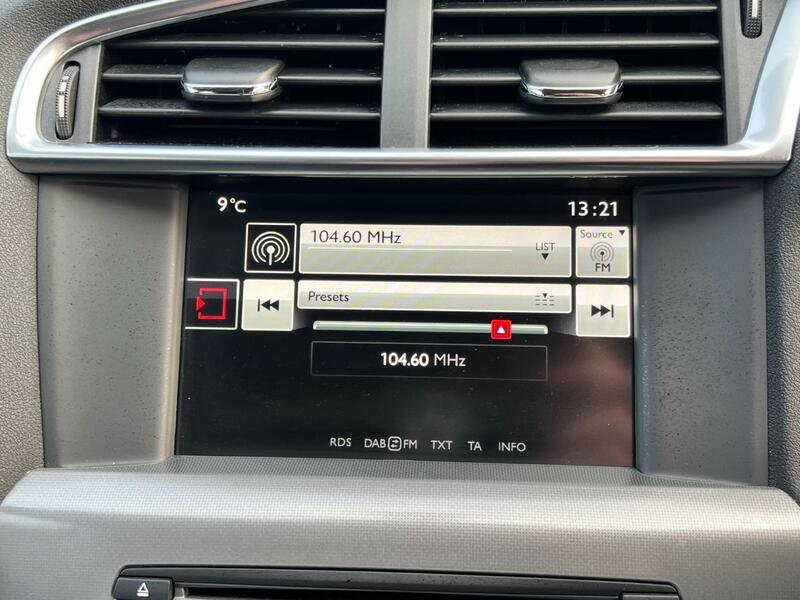 9°C
13:21
104.60 MHz
LIST
Source
FM
Presets
104.60 MHz
RDS DAB FM TXT TA INFO